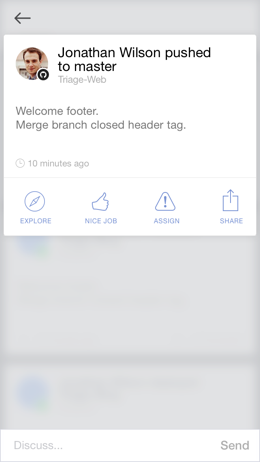 Jonathan Wilson pushed
to master
Triage-Web
Welcome footer.
Merge branch closed header tag.
10 minutes ago
EXPLORE NICE JOB ASSIGN SHARE
Discuss... Send